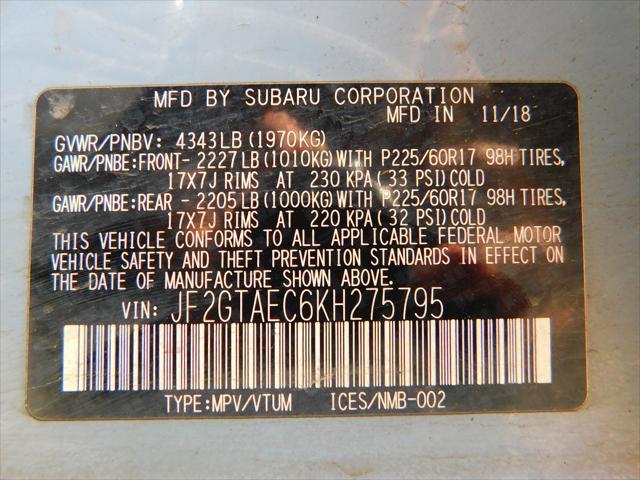 MFD BY SUBARU CORPORATION
MFD IN 11/18
GVWR/PNBV: 4343LB(1970KG)
GAWR/PNBE:FRONT- 2227LB(1010KG)WITH P225/60R17 98H TIRES,
17X7J RIMS AT 230 KPA(33 PSI)COLD
GAWR/PNBE:REAR - 2205LB(1000KG)WITH P225/60R17 98H TIRES,
17X7J RIMS AT 220 KPA(32 PSI)COLD
THIS VEHICLE CONFORMS TO ALL APPLICABLE FEDERAL MOTOR
VEHICLE SAFETY AND THEFT PREVENTION STANDARDS IN EFFECT ON
THE DATE OF MANUFACTURE SHOWN ABOVE.
VIN: JF2GTAEC6KH275795
TYPE:MPV/VTUM ICES/NMB-002